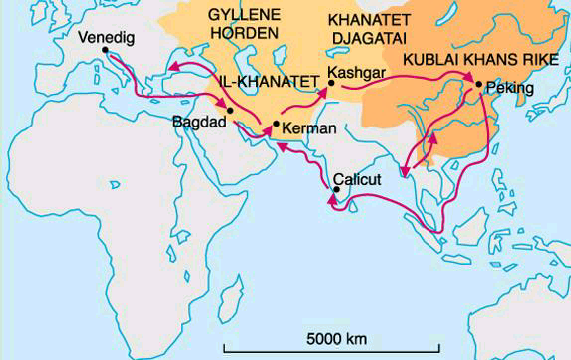 GYLLENE
HORDEN
KHANATET
DJAGATAI
Venedig
KUBLAI KHANS RIKE
IL-KHANATET
Kashgar
Peking
Bagdad
Kerman
Calicut
5000 km